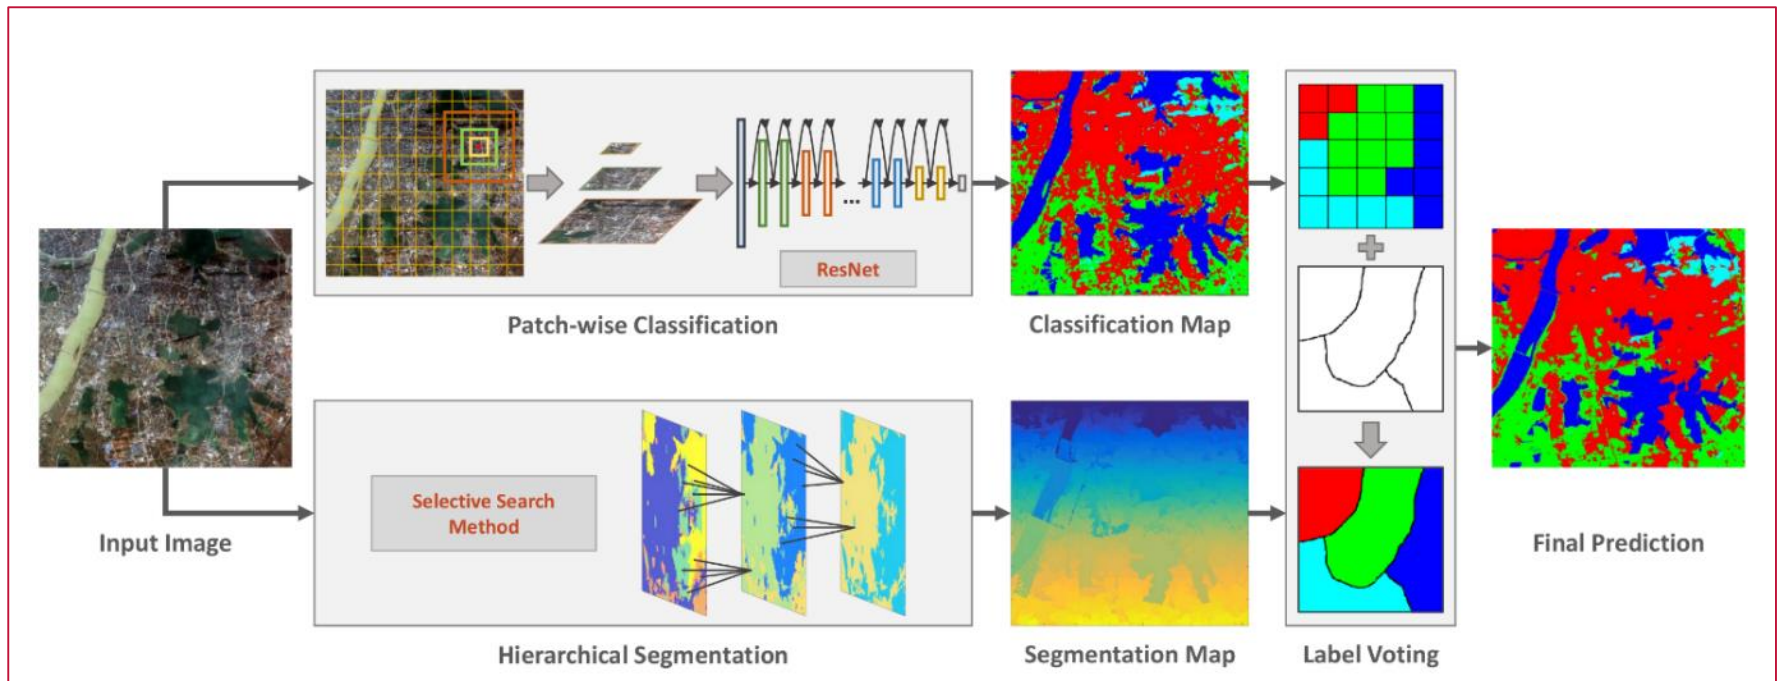 ResNet
Patch-wise Classification
Classification Map
Selective Search
Method
Input Image
Final Prediction
Hierarchical Segmentation
Segmentation Map
Label Voting